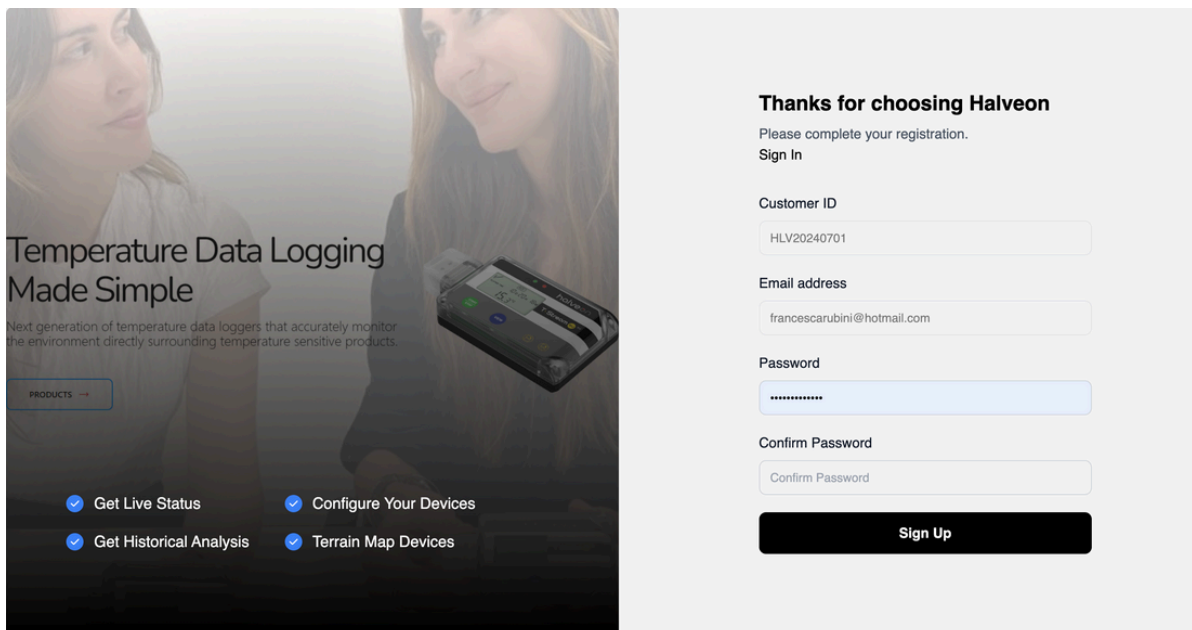 Temperature Data Logging
Made Simple
Next generation of temperature data loggers that accurately monitor
the environment directly surrounding temperature sensitive products.
PRODUCTS →
halveon
Get Live Status
Configure Your Devices
Get Historical Analysis
Terrain Map Devices
Thanks for choosing Halveon
Please complete your registration.
Sign In
Customer ID
HLV20240701
Email address
francescarubini@hotmail.com
Password
•••••••••••••
Confirm Password
Confirm Password
Sign Up